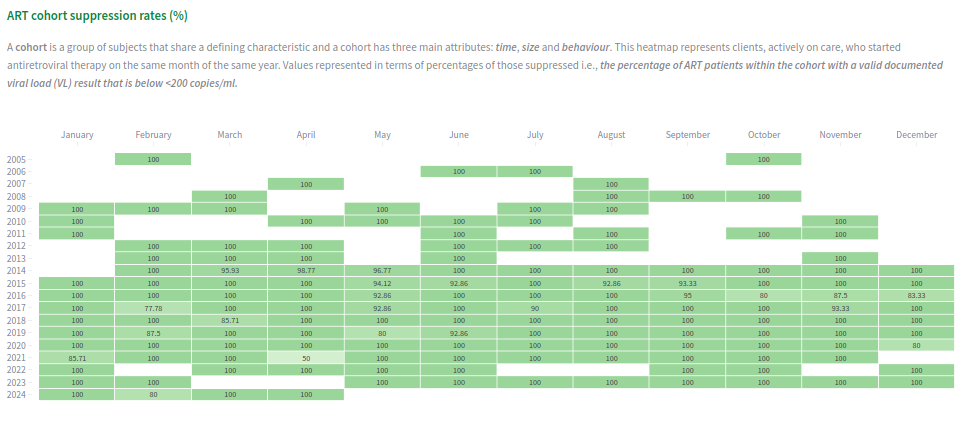 ART cohort suppression rates (%)
A cohort is a group of subjects that share a defining characteristic and a cohort has three main attributes: time, size and behaviour. This heatmap represents clients, actively on care, who started
antiretroviral therapy on the same month of the same year. Values represented in terms of percentages of those suppressed i.e., the percentage of ART patients within the cohort with a valid documented
viral load (VL) result that is below <200 copies/ml.
January February March April May June July August September October November December
2005 100 100
2006 100 100
2007 100 100
2008 100 100 100 100
2009 100 100 100 100 100 100
2010 100 100 100 100 100 100
2011 100 100 100 100 100
2012 100 100 100 100 100 100
2013 100 100 100 100 100
2014 100 95.93 98.77 96.77 100 100 100 100 100 100 100
2015 100 100 100 100 94.12 92.86 100 92.86 93.33 100 100 100
2016 100 100 100 100 92.86 100 100 100 95 80 87.5 83.33
2017 100 77.78 100 100 92.86 100 90 100 100 100 93.33 100
2018 100 100 85.71 100 100 100 100 100 100 100 100 100
2019 100 87.5 100 100 80 92.86 100 100 100 100 100 100
2020 100 100 100 100 100 100 100 100 100 100 100 80
2021 85.71 100 100 50 100 100 100 100 100 100 100
2022 100 100 100 100 100 100 100 100
2023 100 100 100 100 100 100 100 100 100 100
2024 100 80 100 100